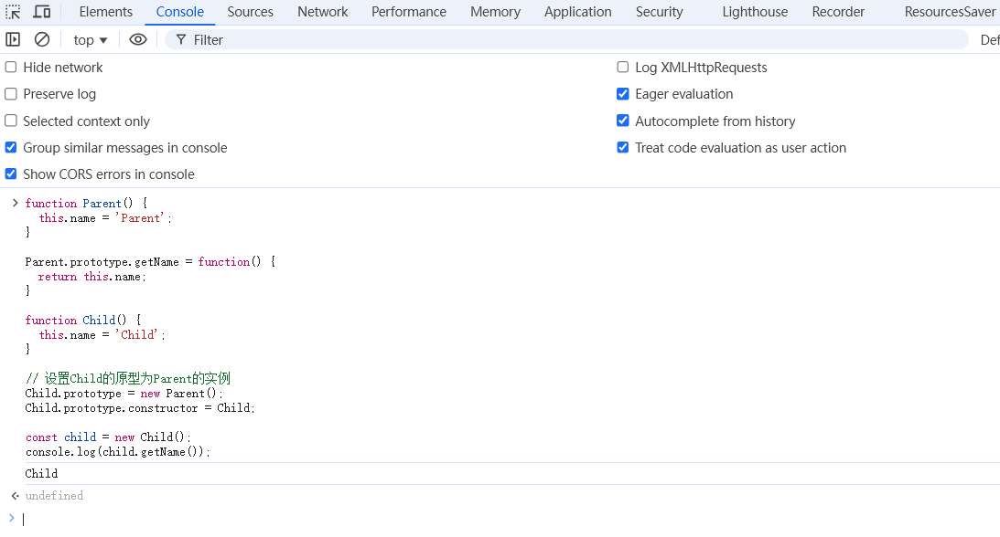 Elements Console Sources Network Performance Memory Application Security Lighthouse Recorder ResourcesSaver
top Filter Def
Hide network
Log XMLHttpRequests
Preserve log
Eager evaluation
Selected context only
Autocomplete from history
Group similar messages in console
Treat code evaluation as user action
Show CORS errors in console
function Parent() {
  this.name = 'Parent';
}
Parent.prototype.getName = function() {
  return this.name;
}
function Child() {
  this.name = 'Child';
}
// 设置Child的原型为Parent的实例
Child.prototype = new Parent();
Child.prototype.constructor = Child;
const child = new Child();
console.log(child.getName());
Child
undefined